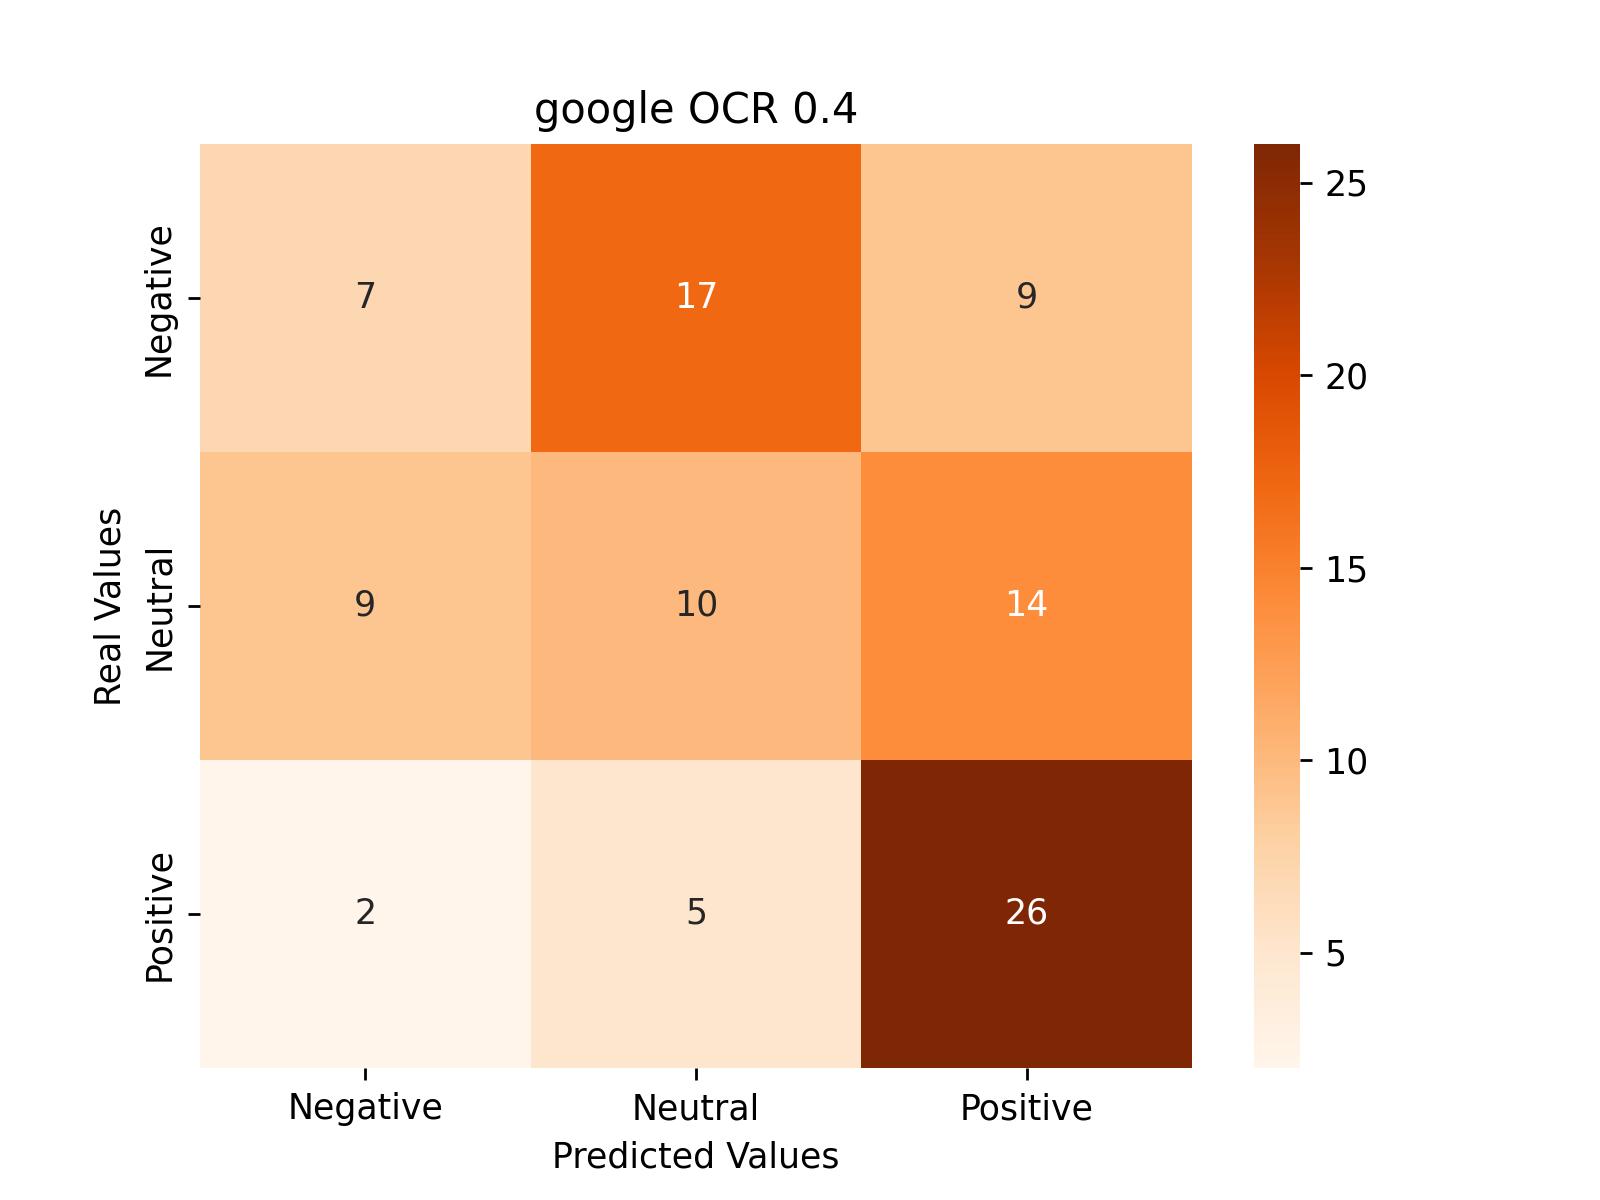 google OCR 0.4
Real Values
Negative
7 17 9
Neutral
9 10 14
Positive
2 5 26
Negative Neutral Positive
Predicted Values
25
20
15
10
5